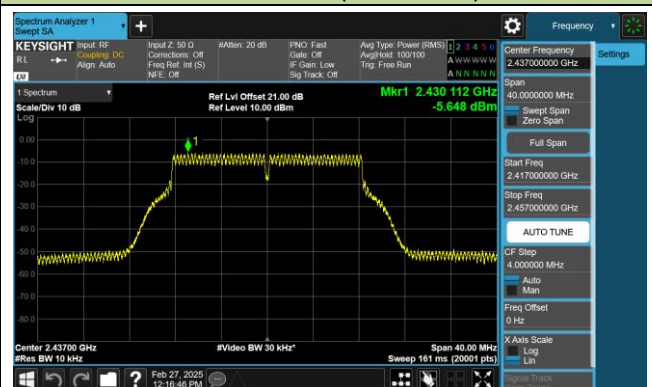 Spectrum Analyzer 1
Swept SA
Frequency
KEYSIGHT
RL
Input: RF
Coupling: DC
Align: Auto
Input Z: 50 Ω
Corrections: Off
Freq Ref: Int (S)
NFE: Off
#Atten: 20 dB
PNO: Fast
Gate: Off
IF Gain: Low
Sig Track: Off
Avg Type: Power (RMS)
Avg|Hold: 100/100
Trig: Free Run
1 2 3 4 5 6
A W W W W W
A N N N N N
Center Frequency
2.437000000 GHz
Settings
Span
40.0000000 MHz
Swept Span
Zero Span
Full Span
Start Freq
2.417000000 GHz
Stop Freq
2.457000000 GHz
AUTO TUNE
CF Step
4.000000 MHz
Auto
Man
Freq Offset
0 Hz
X Axis Scale
Log
Lin
Signal Track
1 Spectrum
Scale/Div 10 dB
Log
Ref Lvl Offset 21.00 dB
Ref Level 10.00 dBm
Mkr1 2.430 112 GHz
-5.648 dBm
1
0.00
-10.0
-20.0
-30.0
-40.0
-50.0
-60.0
-70.0
-80.0
Center 2.43700 GHz
#Res BW 10 kHz
#Video BW 30 kHz*
Span 40.00 MHz
Sweep 161 ms (20001 pts)
Feb 27, 2025
12:16:46 PM